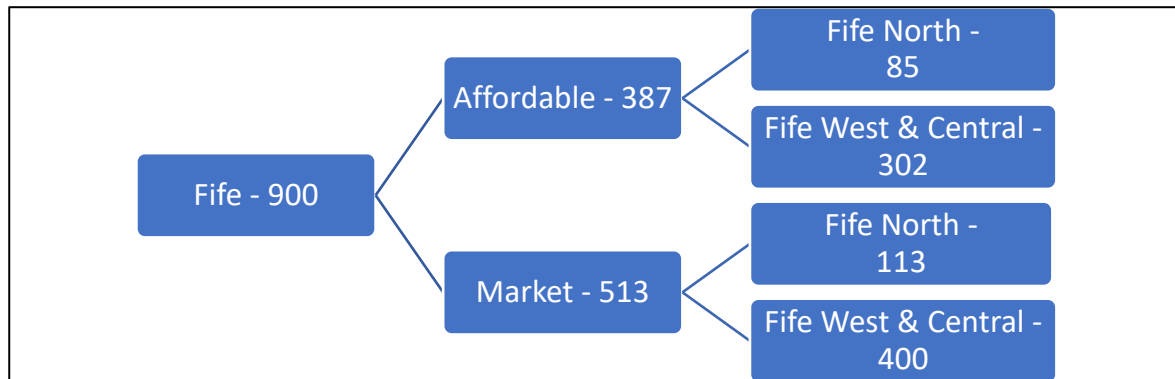 Fife - 900
Affordable - 387
Fife North -
85
Fife West & Central -
302
Market - 513
Fife North -
113
Fife West & Central -
400